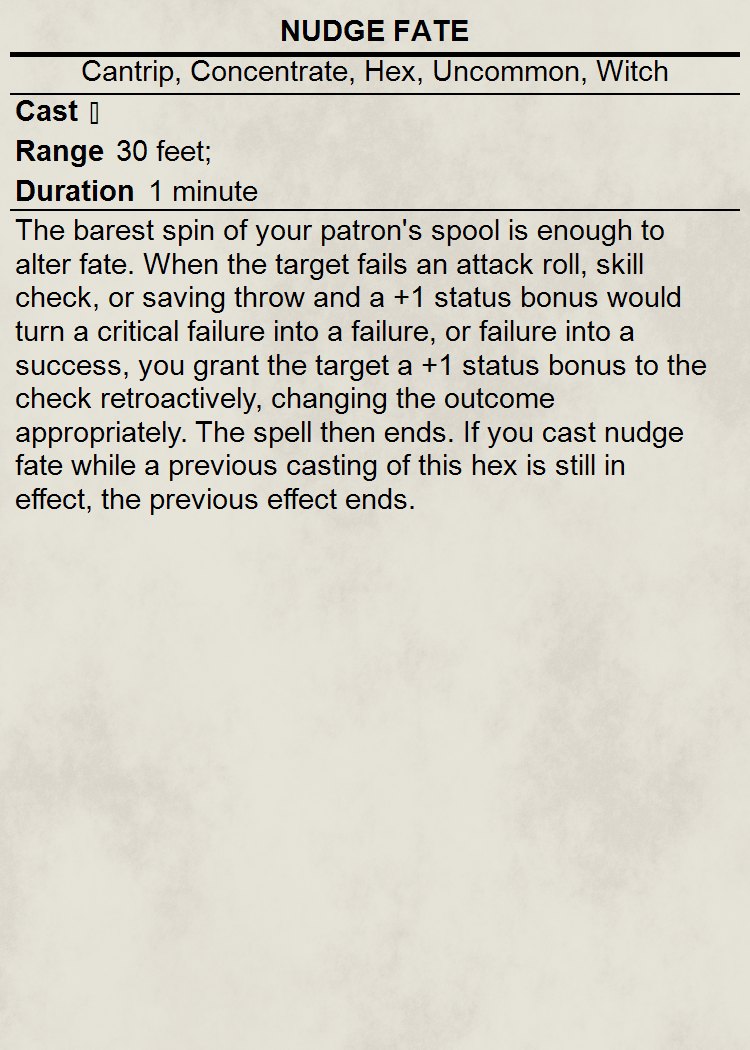 NUDGE FATE
Cantrip, Concentrate, Hex, Uncommon, Witch
Cast ▯
Range 30 feet;
Duration 1 minute
The barest spin of your patron's spool is enough to
alter fate. When the target fails an attack roll, skill
check, or saving throw and a +1 status bonus would
turn a critical failure into a failure, or failure into a
success, you grant the target a +1 status bonus to the
check retroactively, changing the outcome
appropriately. The spell then ends. If you cast nudge
fate while a previous casting of this hex is still in
effect, the previous effect ends.